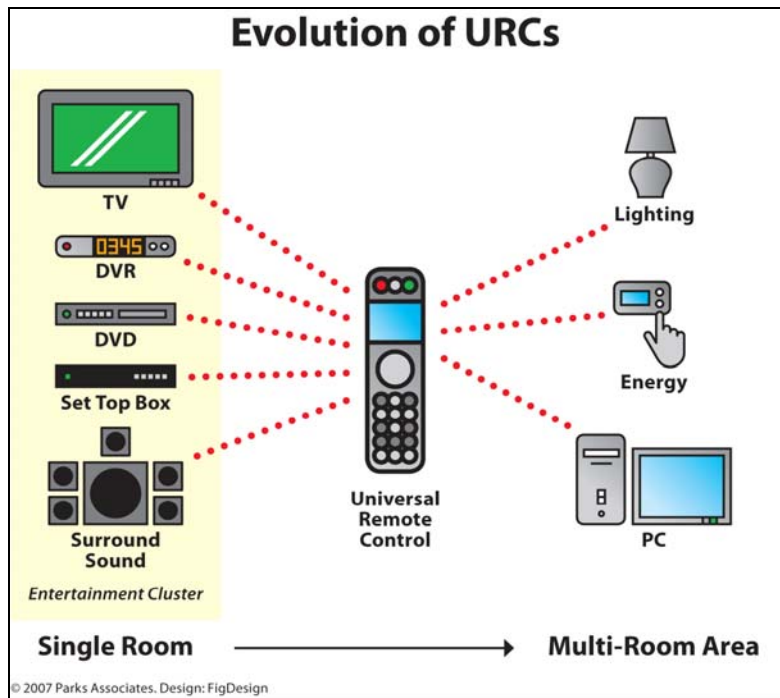 Evolution of URCs
TV
0345
DVR
DVD
Set Top Box
Surround
Sound
Entertainment Cluster
Universal
Remote
Control
Lighting
Energy
PC
Single Room
Multi-Room Area
© 2007 Parks Associates. Design: FigDesign